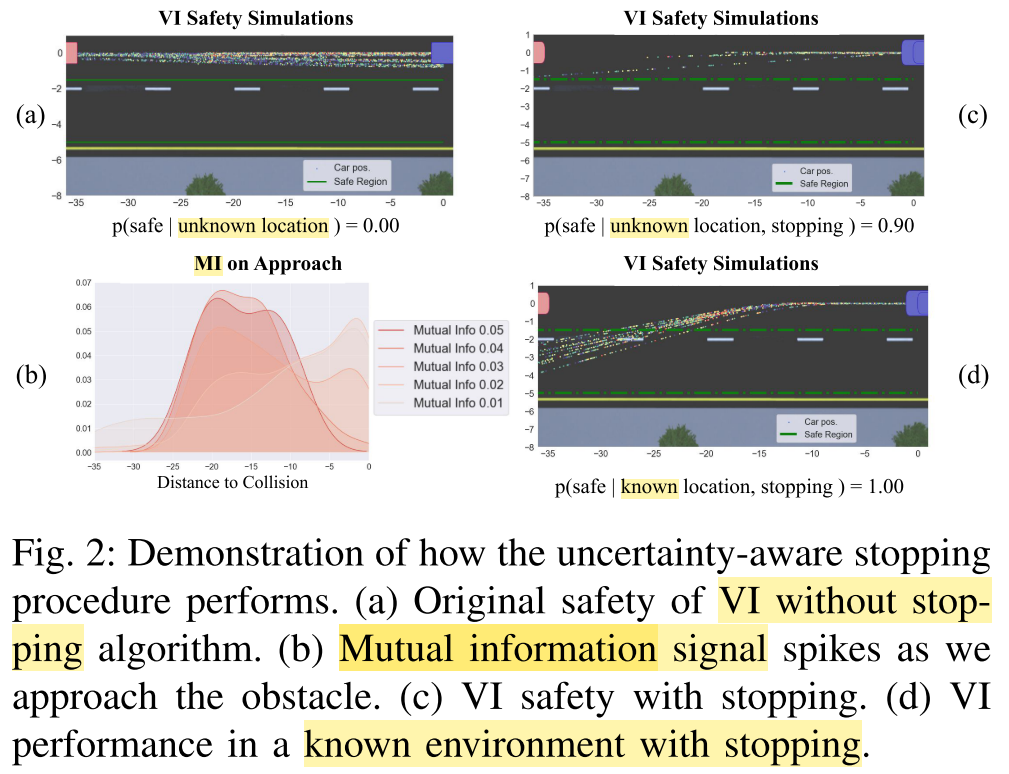 VI Safety Simulations
0
−2
−4
−6
−8
−35 −30 −25 −20 −15 −10 −5 0
Car pos.
Safe Region
(a)
p(safe | unknown location ) = 0.00
VI Safety Simulations
1
0
−1
−2
−3
−4
−5
−6
−7
−8
−35 −30 −25 −20 −15 −10 −5 0
Car pos.
Safe Region
(c)
p(safe | unknown location, stopping ) = 0.90
MI on Approach
0.07
0.06
0.05
0.04
0.03
0.02
0.01
0.00
−35 −30 −25 −20 −15 −10 −5 0
Distance to Collision
Mutual Info 0.05
Mutual Info 0.04
Mutual Info 0.03
Mutual Info 0.02
Mutual Info 0.01
(b)
VI Safety Simulations
1
0
−1
−2
−3
−4
−5
−6
−7
−8
−35 −30 −25 −20 −15 −10 −5 0
Car pos.
Safe Region
(d)
p(safe | known location, stopping ) = 1.00
Fig. 2: Demonstration of how the uncertainty-aware stopping
procedure performs. (a) Original safety of VI without stop-
ping algorithm. (b) Mutual information signal spikes as we
approach the obstacle. (c) VI safety with stopping. (d) VI
performance in a known environment with stopping.